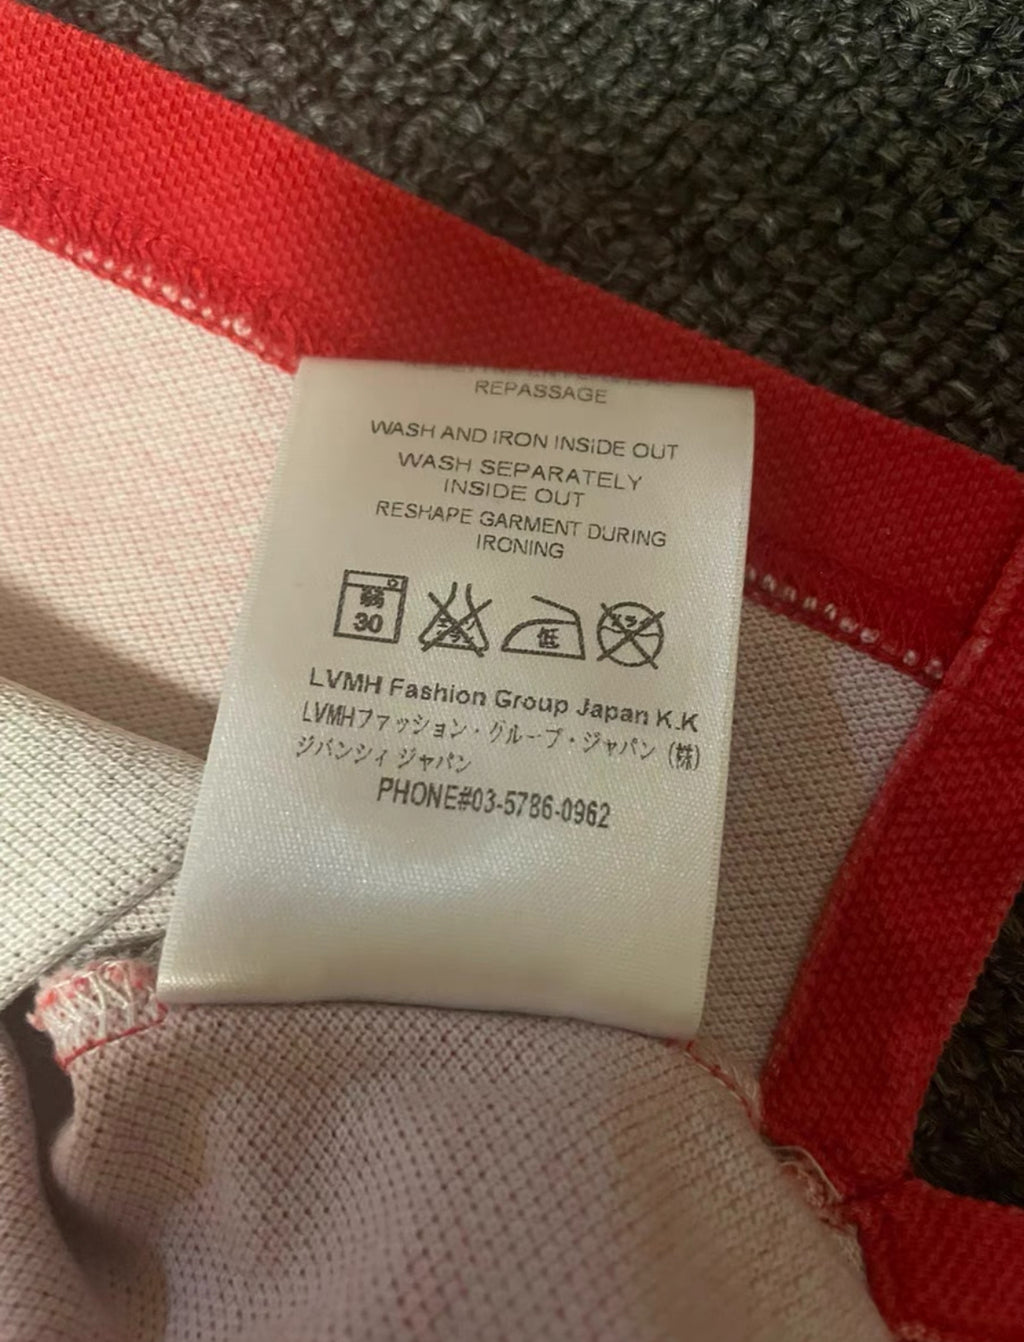 REPASSAGE
WASH AND IRON INSIDE OUT
WASH SEPARATELY
INSIDE OUT
RESHAPE GARMENT DURING
IRONING
弱
30
低
LVMH Fashion Group Japan K.K
LVMHファッション・グループ・ジャパン (株)
ジバンシィ ジャパン
PHONE#03-5786-0962